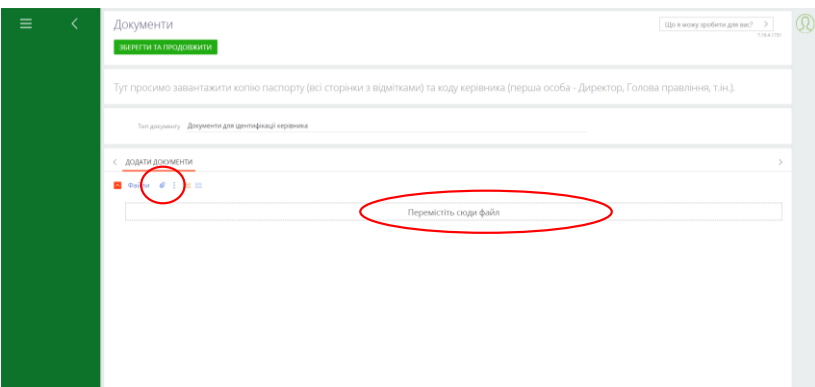 Документи
Що я можу зробити для вас?
ЗБЕРЕГТИ ТА ПРОДОВЖИТИ
Тут просимо завантажити копію паспорту (всі сторінки з відмітками) та коду керівника (перша особа - Директор, Голова правління, т.ін.).
Тип документу Документи для ідентифікації керівника
ДОДАТИ ДОКУМЕНТИ
Файли
Перемістіть сюди файл